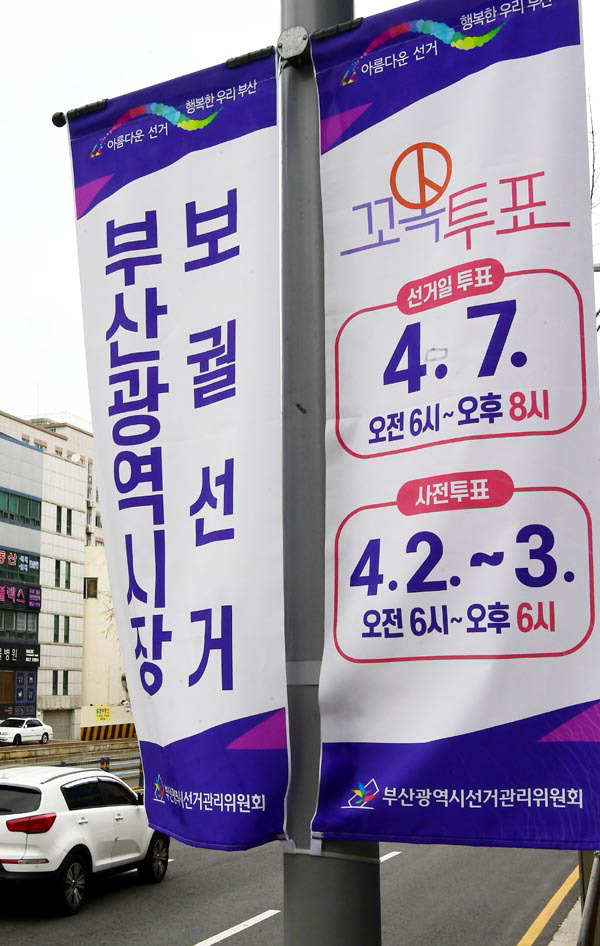 행복한 우리 부산
아름다운 선거
부산광역시장
보궐선거
부산광역시선거관리위원회
행복한 우리 부산
아름다운 선거
꼬옥투표
선거일 투표
4. 7.
오전 6시~오후 8시
사전투표
4.2.~3.
오전 6시~오후 6시
부산광역시선거관리위원회